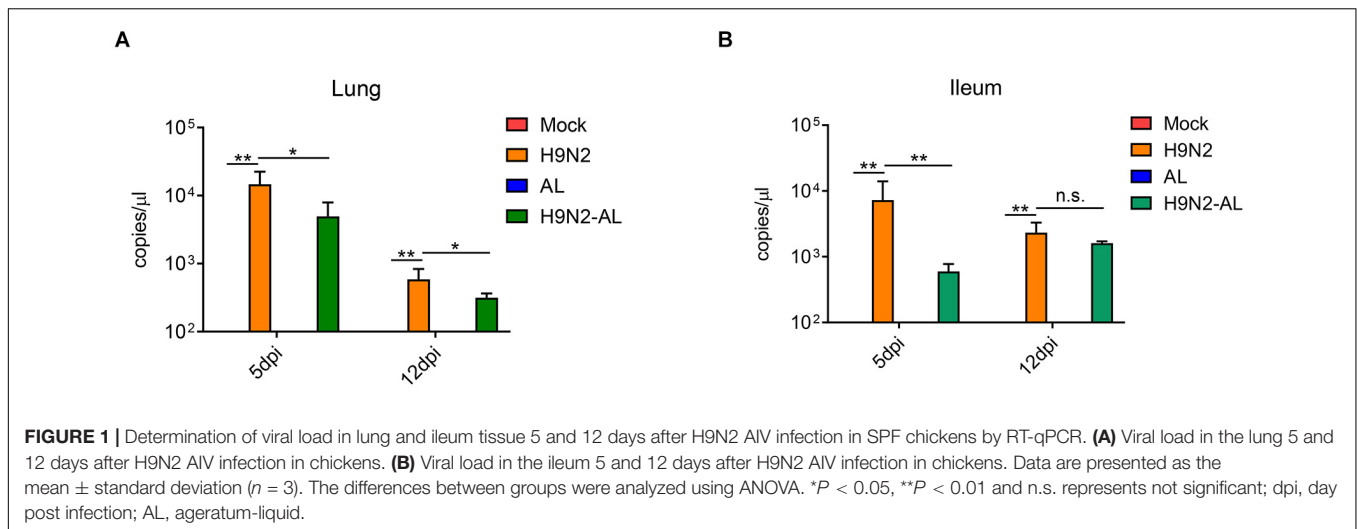 A
Lung
copies/μl
10⁵
10⁴
10³
10²
** *
** *
5dpi
12dpi
Mock
H9N2
AL
H9N2-AL
B
Ileum
copies/μl
10⁵
10⁴
10³
10²
** **
** n.s.
5dpi
12dpi
Mock
H9N2
AL
H9N2-AL
FIGURE 1 | Determination of viral load in lung and ileum tissue 5 and 12 days after H9N2 AIV infection in SPF chickens by RT-qPCR. (A) Viral load in the lung 5 and
12 days after H9N2 AIV infection in chickens. (B) Viral load in the ileum 5 and 12 days after H9N2 AIV infection in chickens. Data are presented as the
mean ± standard deviation (n = 3). The differences between groups were analyzed using ANOVA. *P < 0.05, **P < 0.01 and n.s. represents not significant; dpi, day
post infection; AL, ageratum-liquid.